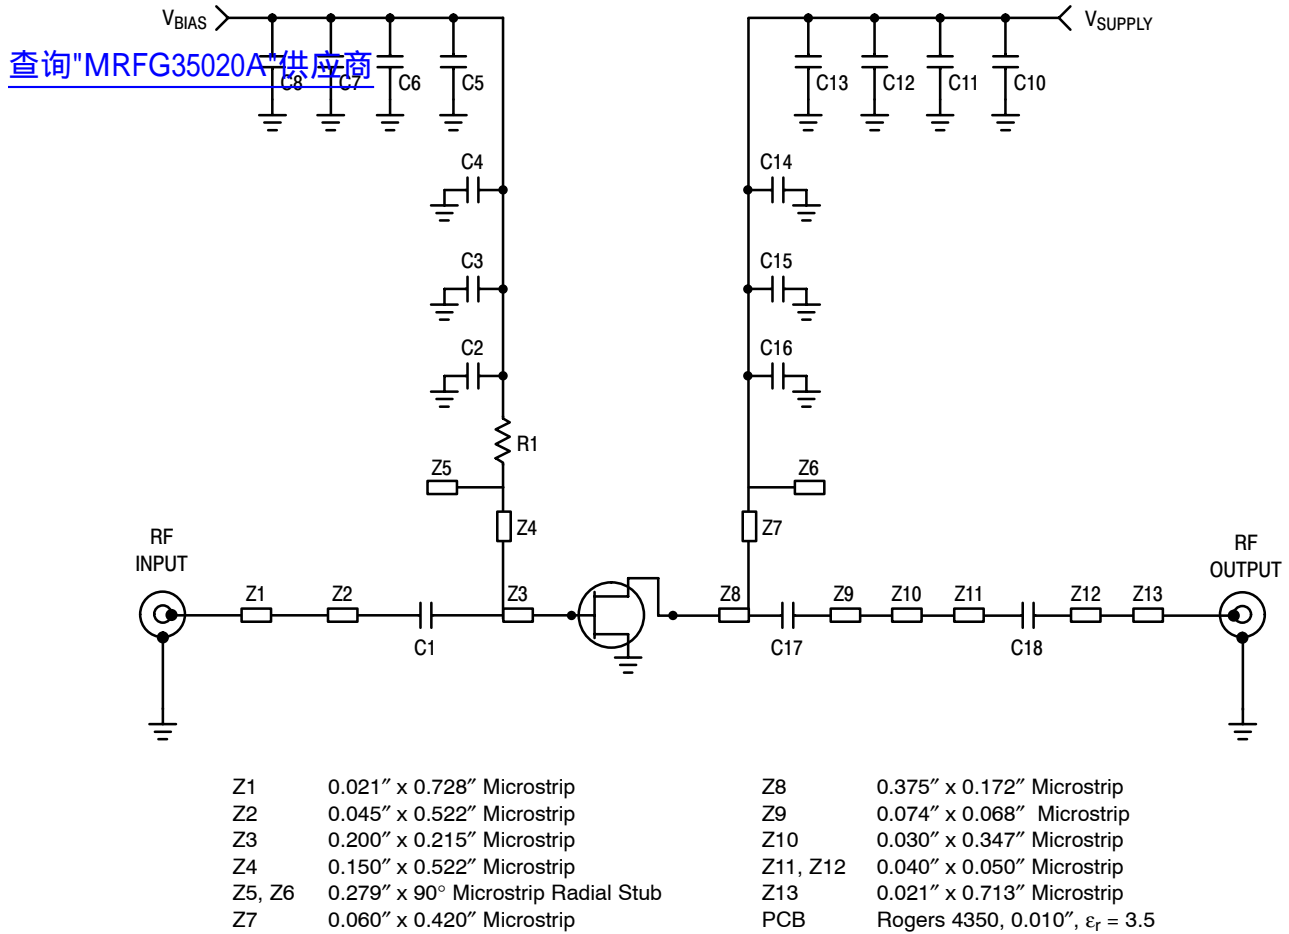 V_BIAS
V_SUPPLY
查询"MRFG35020A"供应商
C8 C7 C6 C5
C13 C12 C11 C10
C4
C14
C3
C15
C2
C16
R1
Z5
Z6
Z4
Z7
RF
INPUT
RF
OUTPUT
Z1 Z2 Z3 Z8 Z9 Z10 Z11 Z12 Z13
C1 C17 C18
Z1 0.021″ x 0.728″ Microstrip
Z2 0.045″ x 0.522″ Microstrip
Z3 0.200″ x 0.215″ Microstrip
Z4 0.150″ x 0.522″ Microstrip
Z5, Z6 0.279″ x 90° Microstrip Radial Stub
Z7 0.060″ x 0.420″ Microstrip
Z8 0.375″ x 0.172″ Microstrip
Z9 0.074″ x 0.068″ Microstrip
Z10 0.030″ x 0.347″ Microstrip
Z11, Z12 0.040″ x 0.050″ Microstrip
Z13 0.021″ x 0.713″ Microstrip
PCB Rogers 4350, 0.010″, εr = 3.5